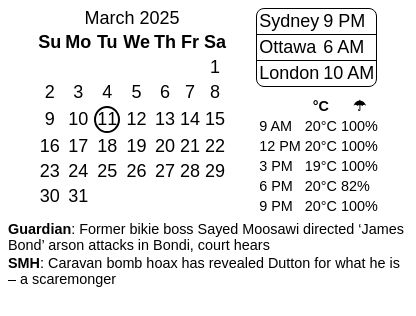 March 2025
Su Mo Tu We Th Fr Sa
1
2 3 4 5 6 7 8
9 10 11 12 13 14 15
16 17 18 19 20 21 22
23 24 25 26 27 28 29
30 31
Sydney 9 PM
Ottawa 6 AM
London 10 AM
°C ☂
9 AM 20°C 100%
12 PM 20°C 100%
3 PM 19°C 100%
6 PM 20°C 82%
9 PM 20°C 100%
Guardian: Former bikie boss Sayed Moosawi directed ‘James
Bond’ arson attacks in Bondi, court hears
SMH: Caravan bomb hoax has revealed Dutton for what he is
– a scaremonger